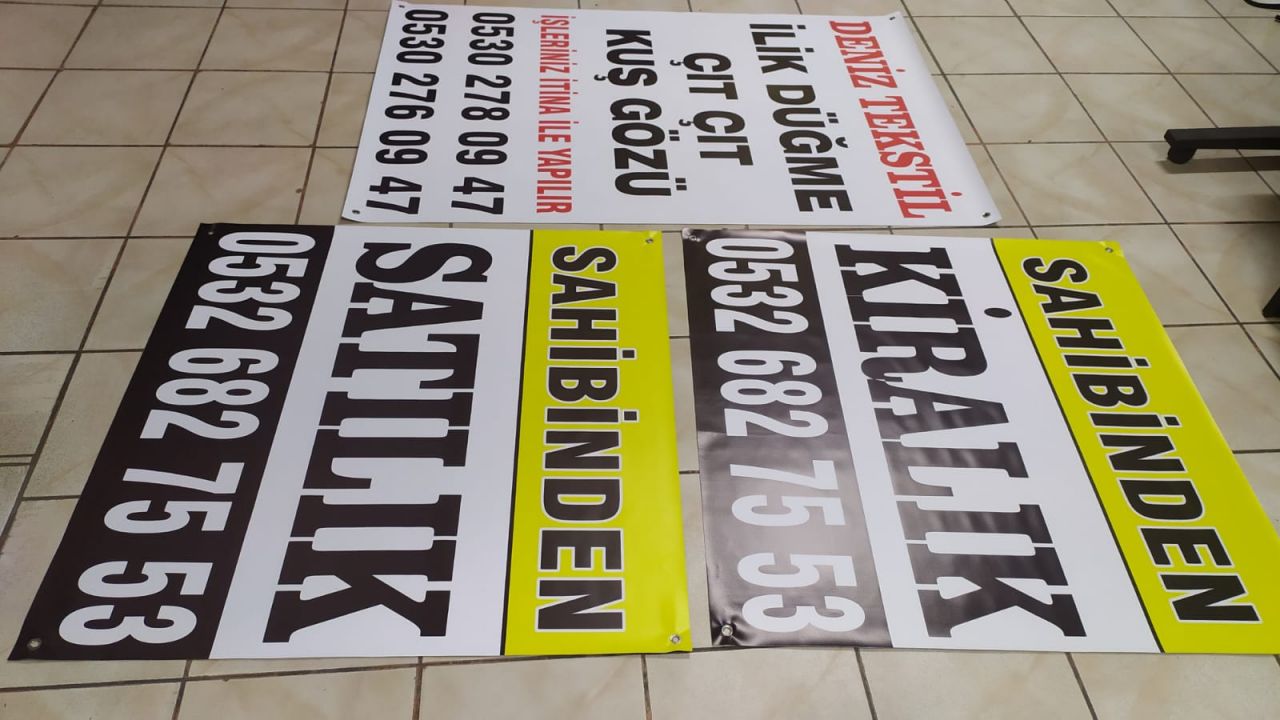 DENİZ TEKSTİL
İLİK DÜĞME
ÇIT ÇIT
KUŞ GÖZÜ
İŞLERİNİZ İTİNA İLE YAPILIR
0530 278 09 47
0530 276 09 47
SAHİBİNDEN
SATILIK
0532 682 75 53
SAHİBİNDEN
KİRALIK
0532 682 75 53